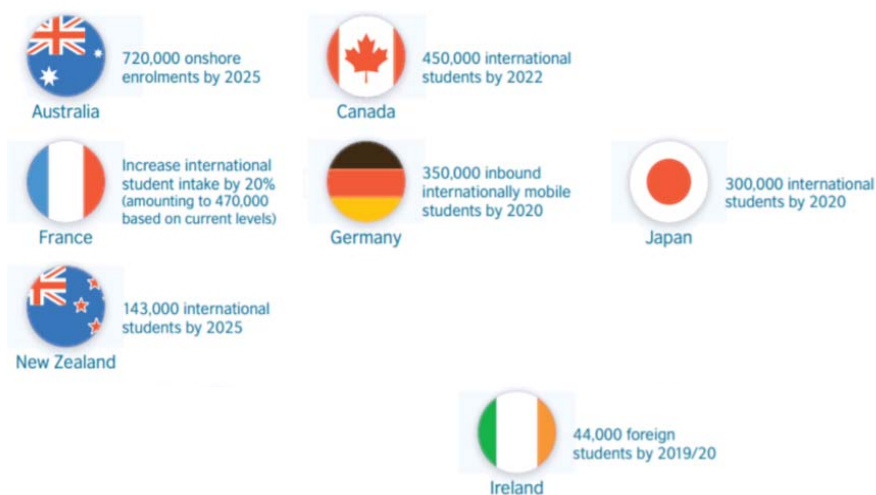 720,000 onshore
enrolments by 2025
Australia
450,000 international
students by 2022
Canada
Increase international
student intake by 20%
(amounting to 470,000
based on current levels)
France
350,000 inbound
internationally mobile
students by 2020
Germany
300,000 international
students by 2020
Japan
143,000 international
students by 2025
New Zealand
44,000 foreign
students by 2019/20
Ireland